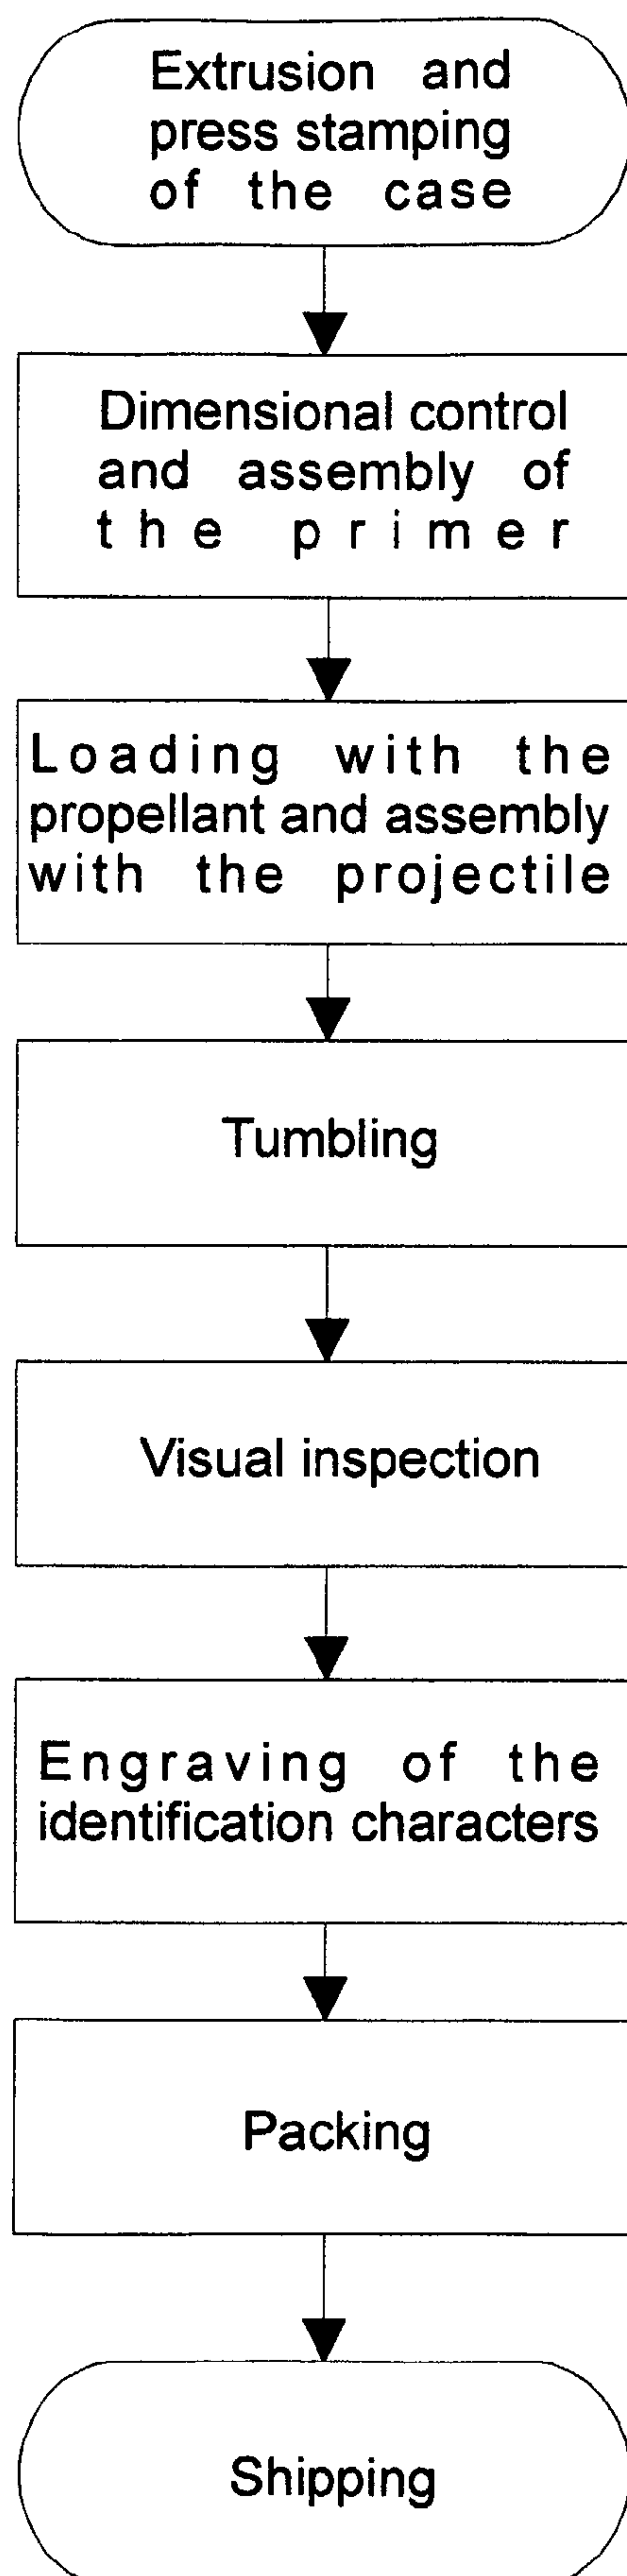 Extrusion and
press stamping
of the case
Dimensional control
and assembly of
the primer
Loading with the
propellant and assembly
with the projectile
Tumbling
Visual inspection
Engraving of the
identification characters
Packing
Shipping